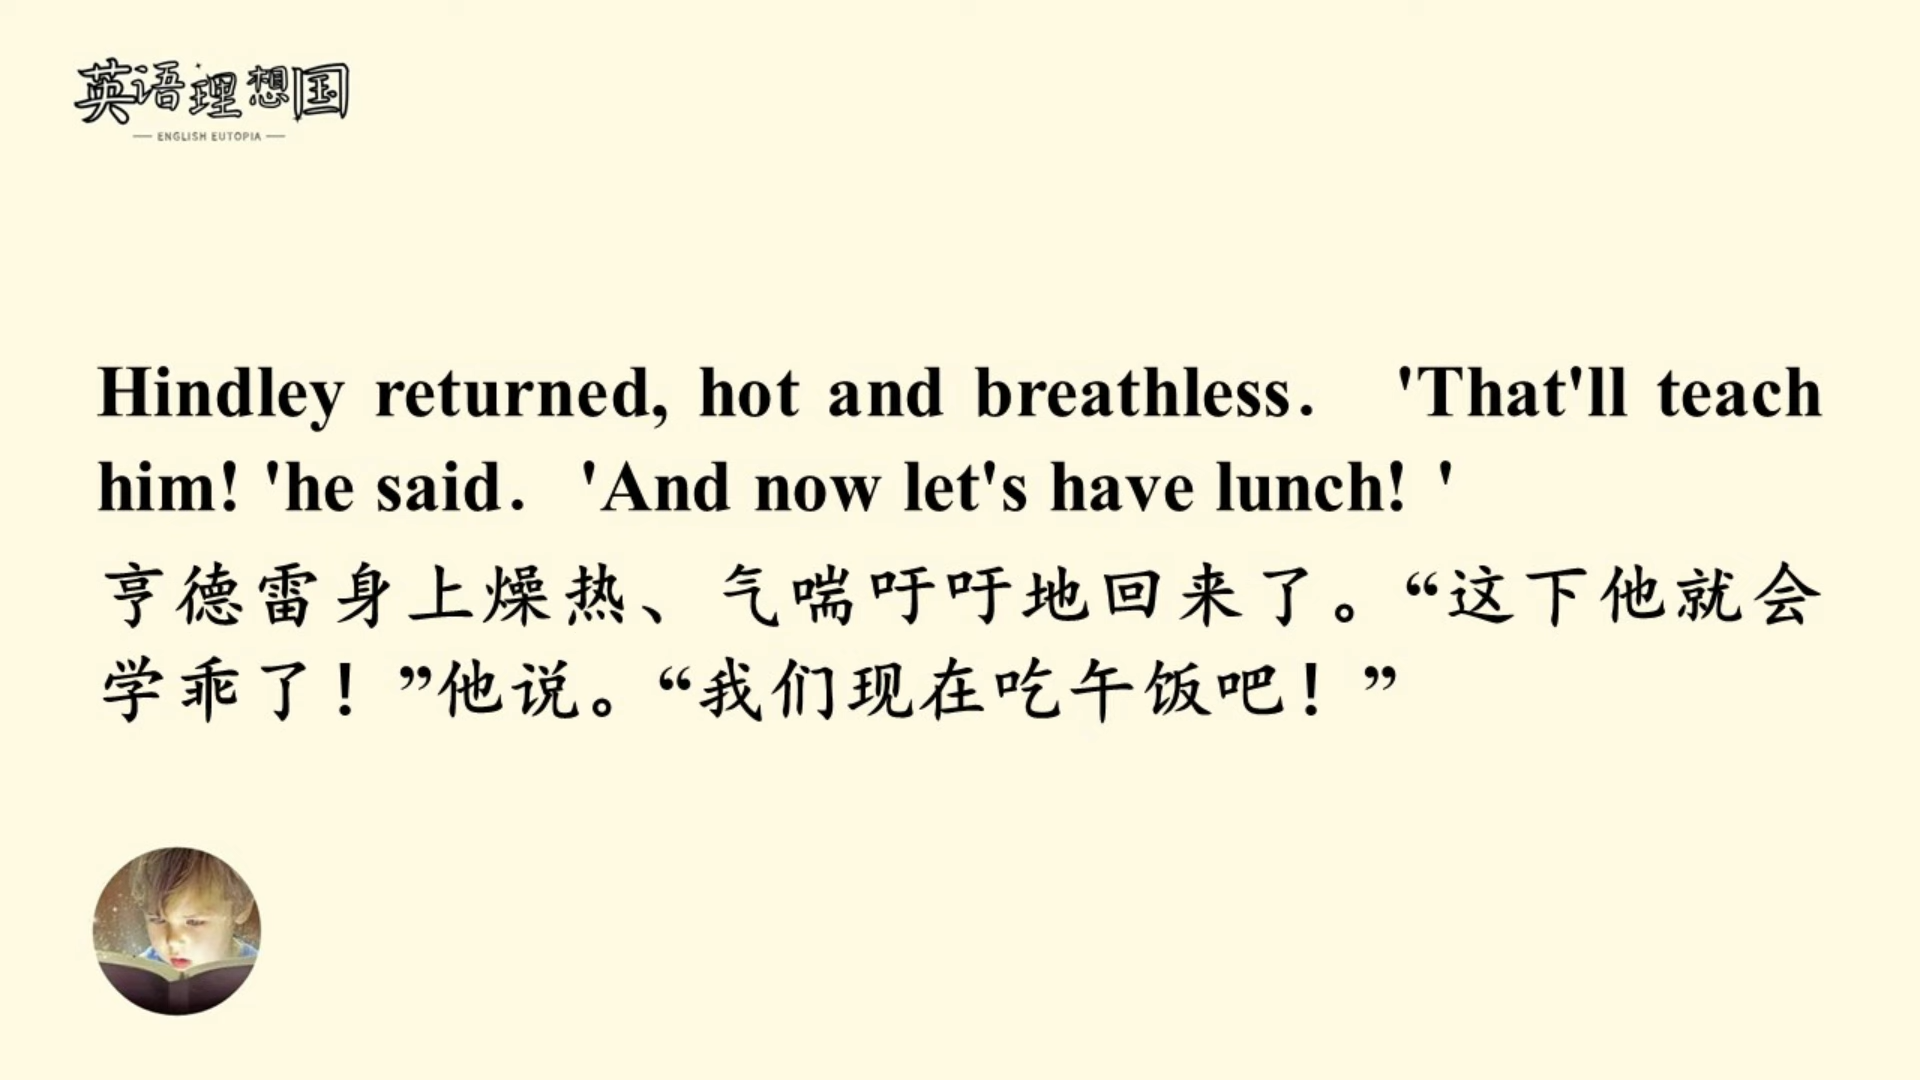 英语理想国
ENGLISH EUTOPIA
Hindley returned, hot and breathless. 'That'll teach
him! 'he said. 'And now let's have lunch! '
亨德雷身上燥热、气喘吁吁地回来了。“这下他就会
学乖了！”他说。“我们现在吃午饭吧！”